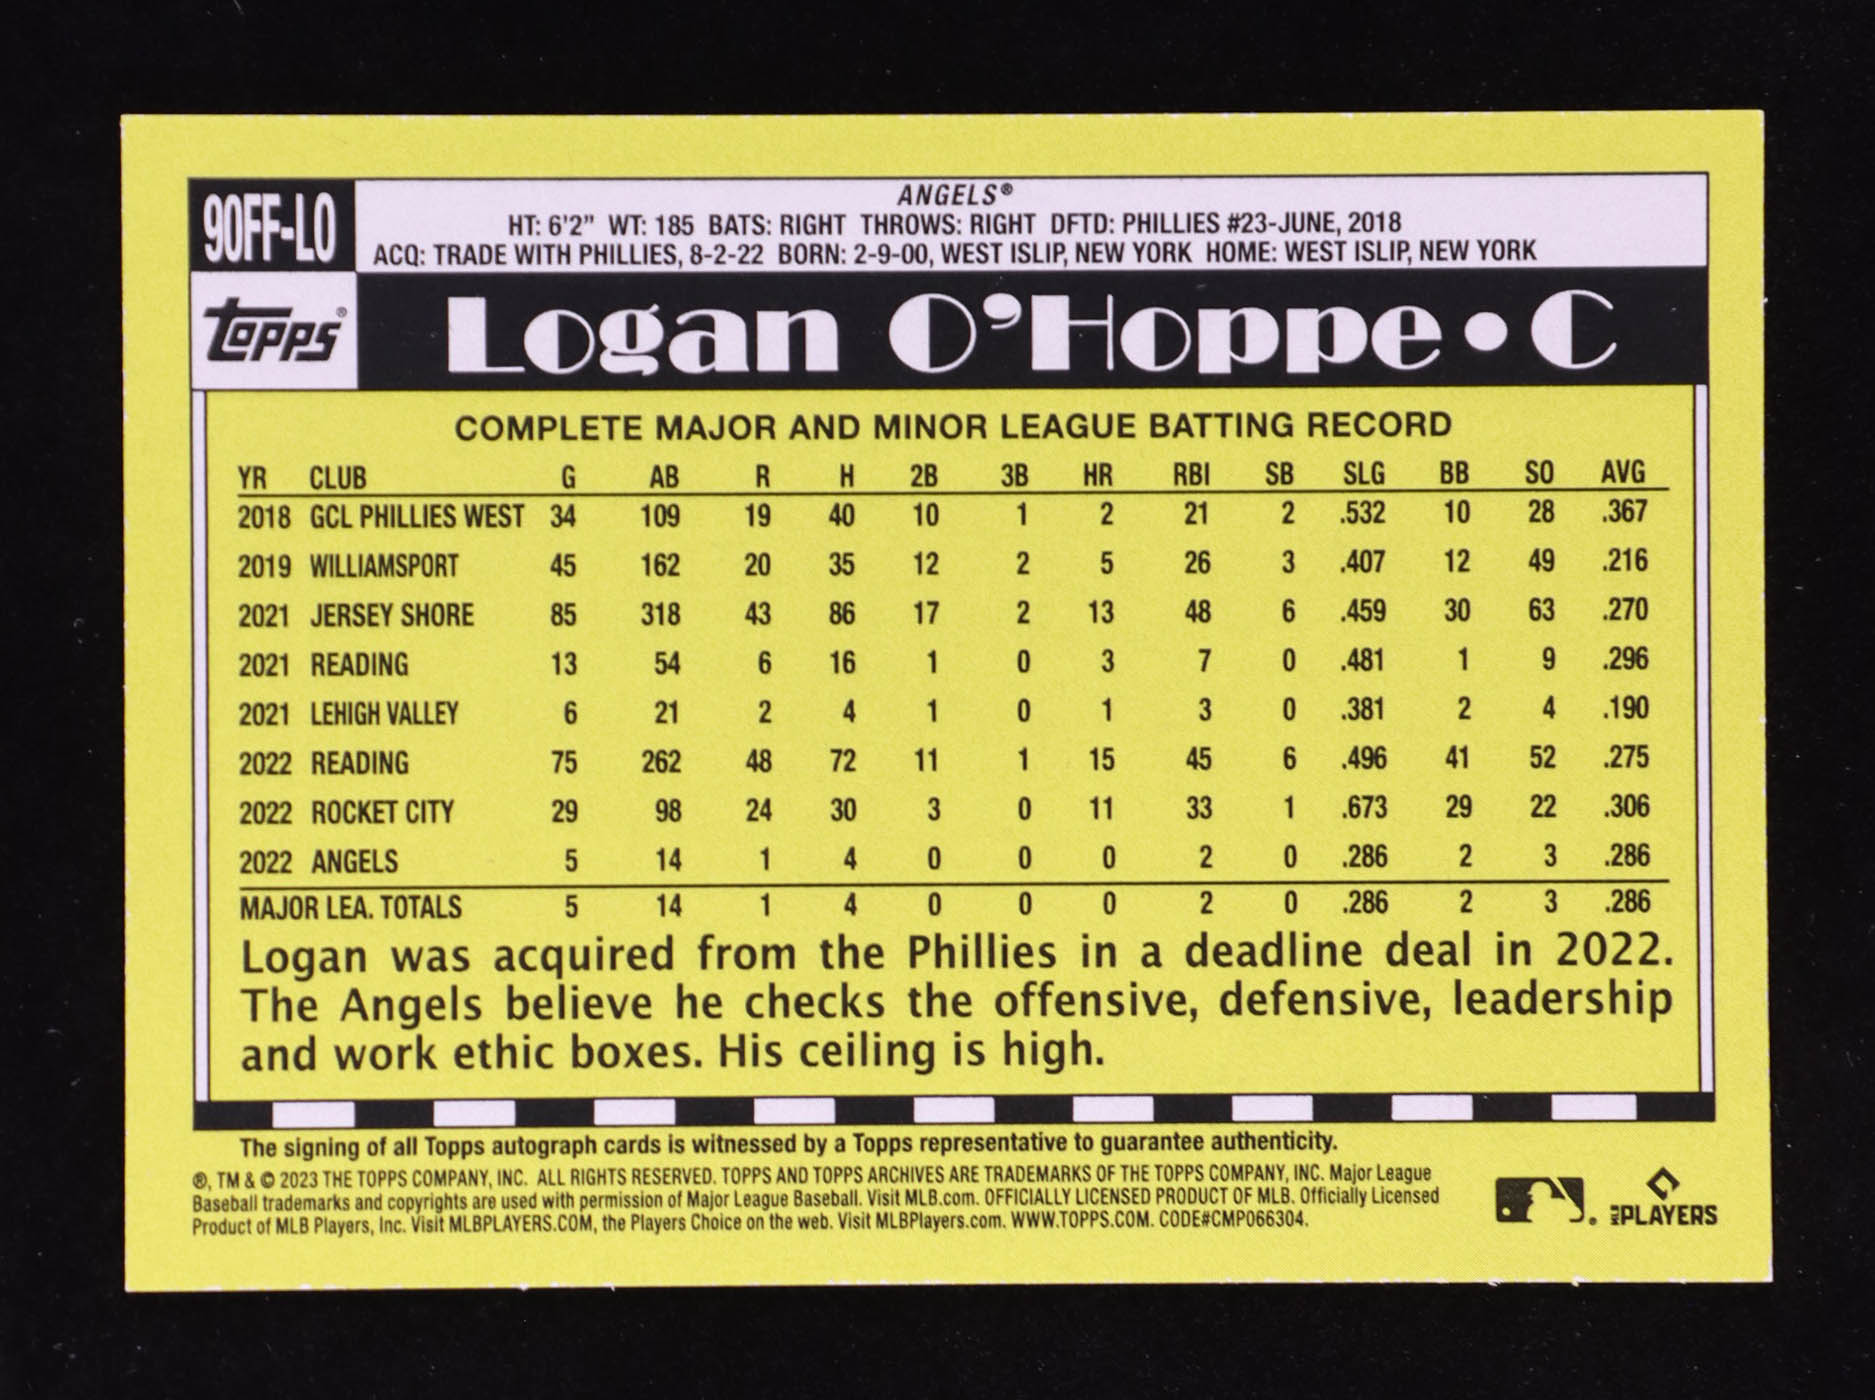 90FF-LO
ANGELS®
HT: 6'2" WT: 185 BATS: RIGHT THROWS: RIGHT DFTD: PHILLIES #23-JUNE, 2018
ACQ: TRADE WITH PHILLIES, 8-2-22 BORN: 2-9-00, WEST ISLIP, NEW YORK HOME: WEST ISLIP, NEW YORK
topps®
Logan O'Hoppe • C
COMPLETE MAJOR AND MINOR LEAGUE BATTING RECORD
YR CLUB G AB R H 2B 3B HR RBI SB SLG BB SO AVG
2018 GCL PHILLIES WEST 34 109 19 40 10 1 2 21 2 .532 10 28 .367
2019 WILLIAMSPORT 45 162 20 35 12 2 5 26 3 .407 12 49 .216
2021 JERSEY SHORE 85 318 43 86 17 2 13 48 6 .459 30 63 .270
2021 READING 13 54 6 16 1 0 3 7 0 .481 1 9 .296
2021 LEHIGH VALLEY 6 21 2 4 1 0 1 3 0 .381 2 4 .190
2022 READING 75 262 48 72 11 1 15 45 6 .496 41 52 .275
2022 ROCKET CITY 29 98 24 30 3 0 11 33 1 .673 29 22 .306
2022 ANGELS 5 14 1 4 0 0 0 2 0 .286 2 3 .286
MAJOR LEA. TOTALS 5 14 1 4 0 0 0 2 0 .286 2 3 .286
Logan was acquired from the Phillies in a deadline deal in 2022.
The Angels believe he checks the offensive, defensive, leadership
and work ethic boxes. His ceiling is high.
The signing of all Topps autograph cards is witnessed by a Topps representative to guarantee authenticity.
®, TM & © 2023 THE TOPPS COMPANY, INC. ALL RIGHTS RESERVED. TOPPS AND TOPPS ARCHIVES ARE TRADEMARKS OF THE TOPPS COMPANY, INC. Major League
Baseball trademarks and copyrights are used with permission of Major League Baseball. Visit MLB.com. OFFICIALLY LICENSED PRODUCT OF MLB. Officially Licensed
Product of MLB Players, Inc. Visit MLBPLAYERS.COM, the Players Choice on the web. Visit MLBPlayers.com. WWW.TOPPS.COM. CODE#CMP066304.
MLB PLAYERS